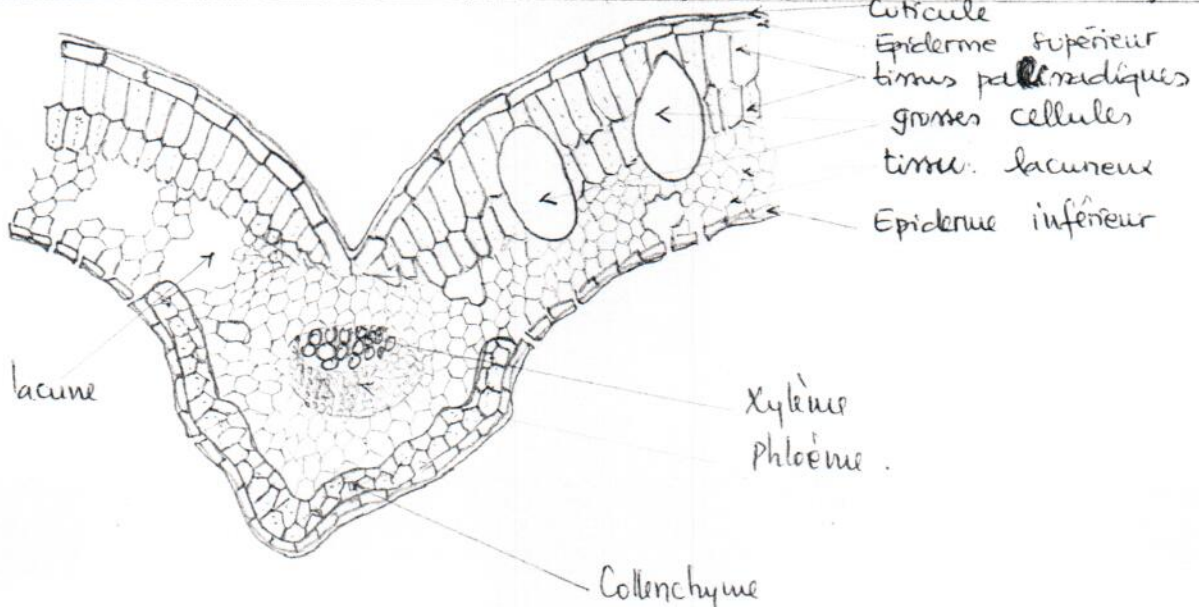 Cuticule
Epiderme supérieur
tissus palissadiques
grosses cellules
tissu. lacuneux
Epiderme inférieur
lacune
Xylème
Phloème.
Collenchyme